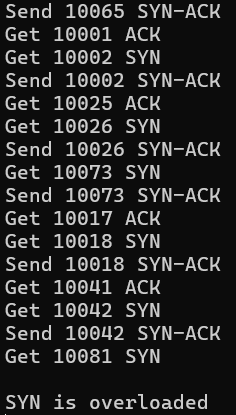 Send 10065 SYN-ACK
Get 10001 ACK
Get 10002 SYN
Send 10002 SYN-ACK
Get 10025 ACK
Get 10026 SYN
Send 10026 SYN-ACK
Get 10073 SYN
Send 10073 SYN-ACK
Get 10017 ACK
Get 10018 SYN
Send 10018 SYN-ACK
Get 10041 ACK
Get 10042 SYN
Send 10042 SYN-ACK
Get 10081 SYN
SYN is overloaded